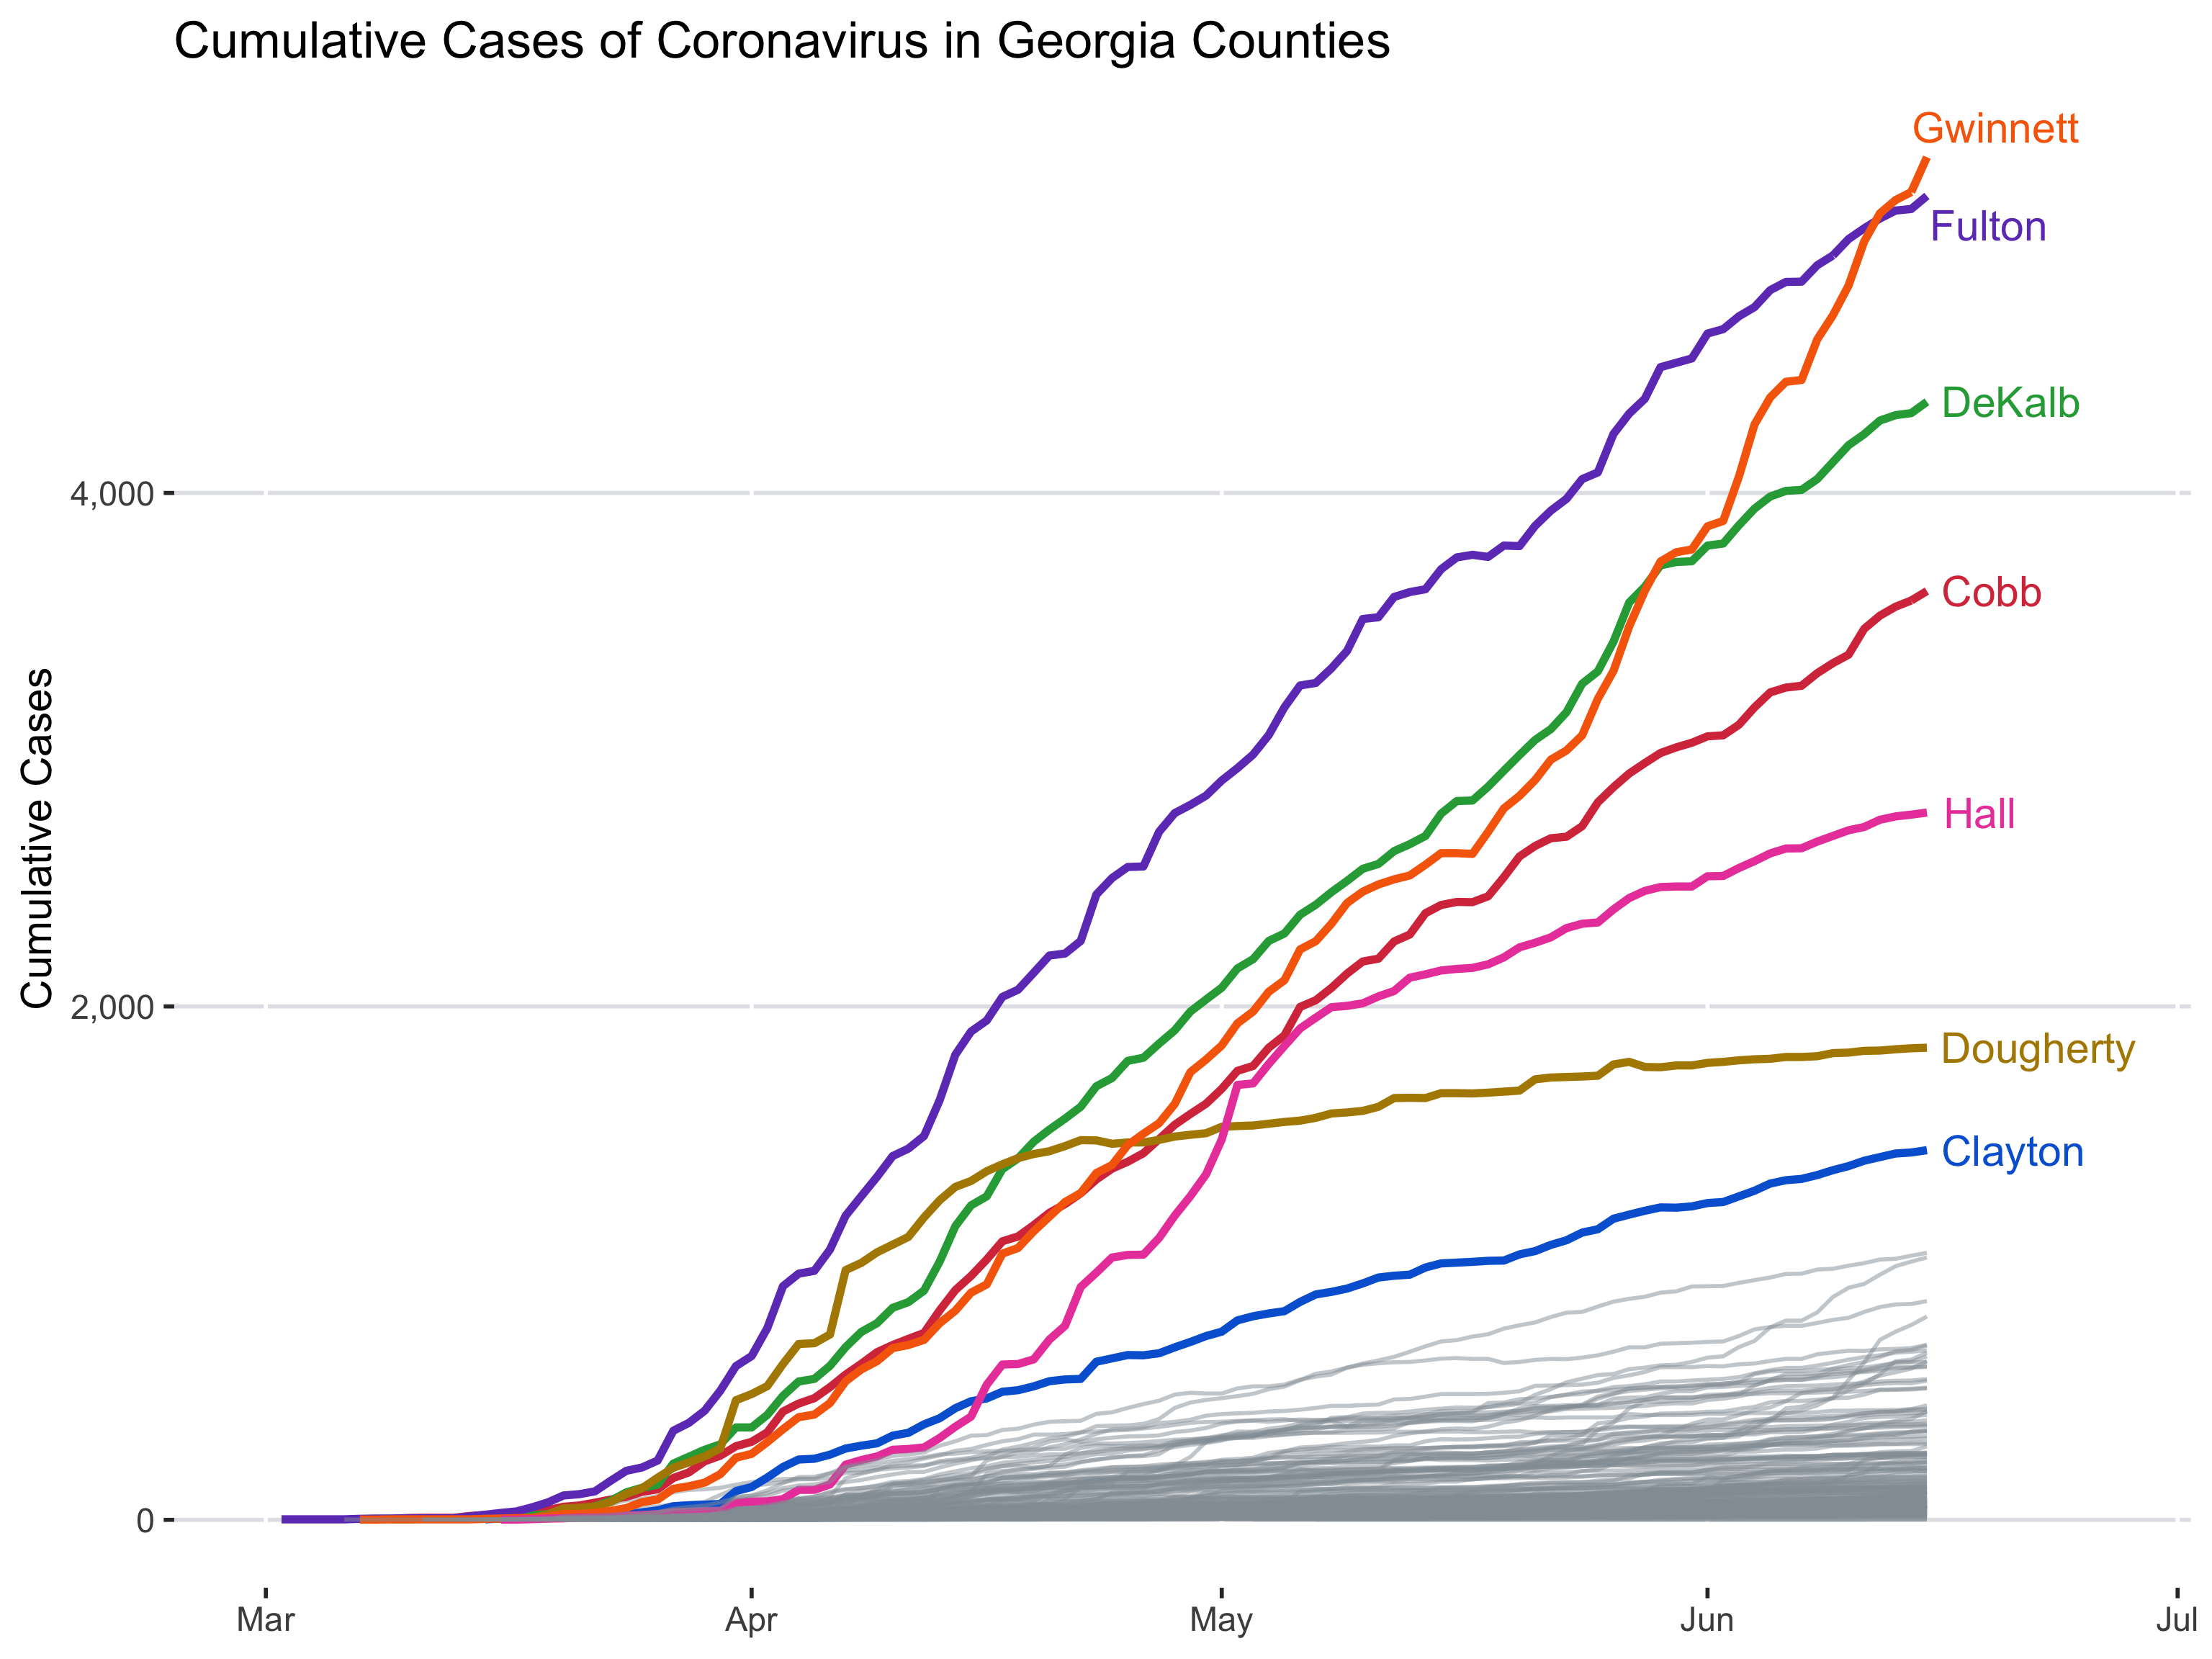 Cumulative Cases of Coronavirus in Georgia Counties
Gwinnett
Fulton
DeKalb
4,000
Cobb
Cumulative Cases
Hall
2,000
Dougherty
Clayton
0
Mar Apr May Jun Jul